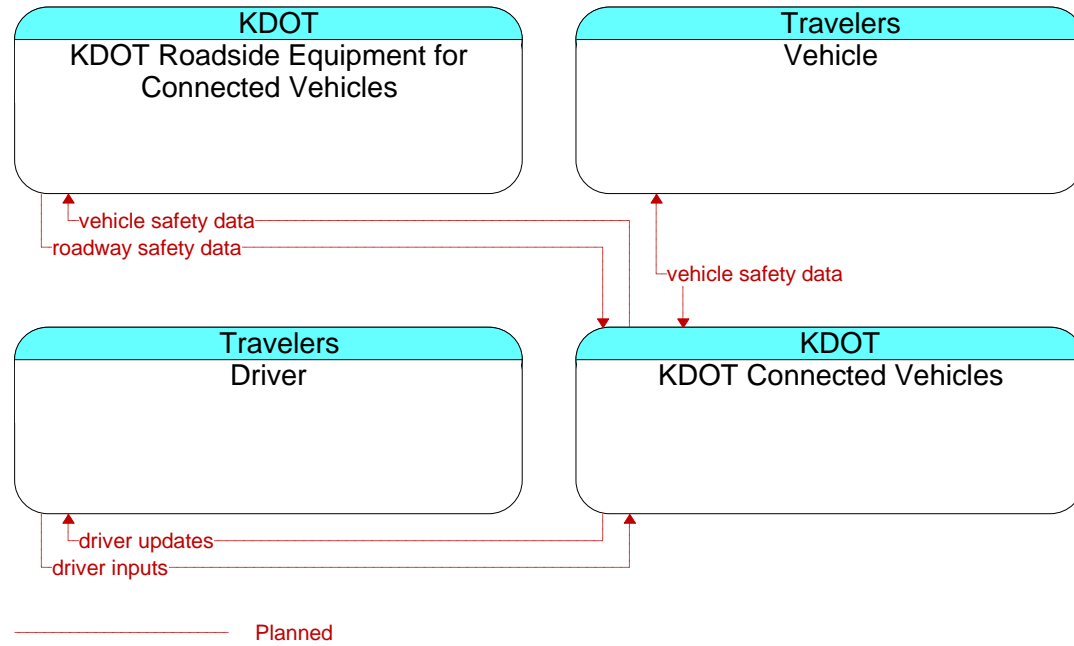 KDOT
KDOT Roadside Equipment for
Connected Vehicles
Travelers
Vehicle
vehicle safety data
roadway safety data
vehicle safety data
Travelers
Driver
KDOT
KDOT Connected Vehicles
driver updates
driver inputs
Planned